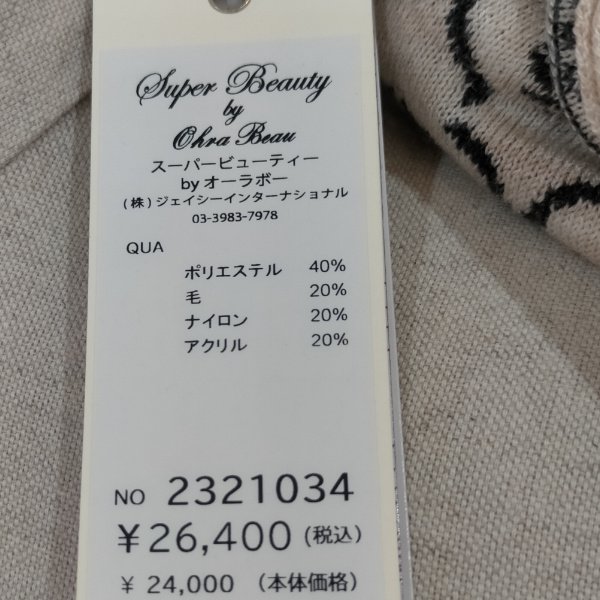 Super Beauty
by
Ohra Beau
スーパービューティー
by オーラボー
(株)ジェイシーインターナショナル
03-3983-7978
QUA
ポリエステル 40%
毛 20%
ナイロン 20%
アクリル 20%
NO 2321034
¥26,400 (税込)
¥ 24,000 (本体価格)